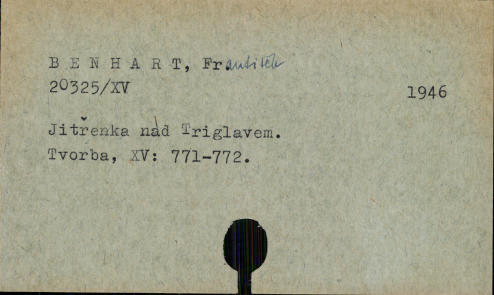 B E N H A R T, František
20325/XV
1946
Jitřenka nad Triglavem.
Tvorba, XV: 771-772.